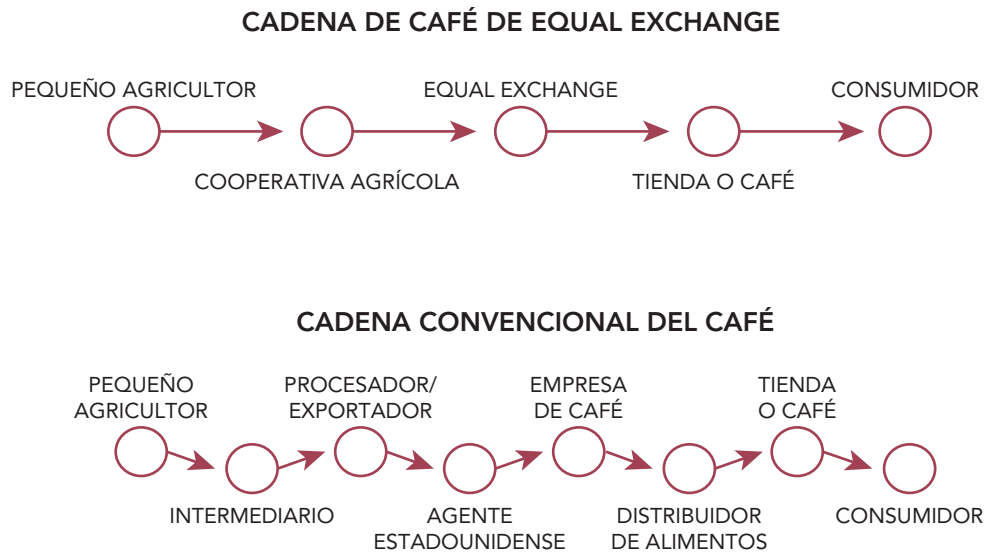 CADENA DE CAFÉ DE EQUAL EXCHANGE
PEQUEÑO AGRICULTOR
COOPERATIVA AGRÍCOLA
EQUAL EXCHANGE
TIENDA O CAFÉ
CONSUMIDOR
CADENA CONVENCIONAL DEL CAFÉ
PEQUEÑO
AGRICULTOR
INTERMEDIARIO
PROCESADOR/
EXPORTADOR
AGENTE
ESTADOUNIDENSE
EMPRESA
DE CAFÉ
DISTRIBUIDOR
DE ALIMENTOS
TIENDA
O CAFÉ
CONSUMIDOR